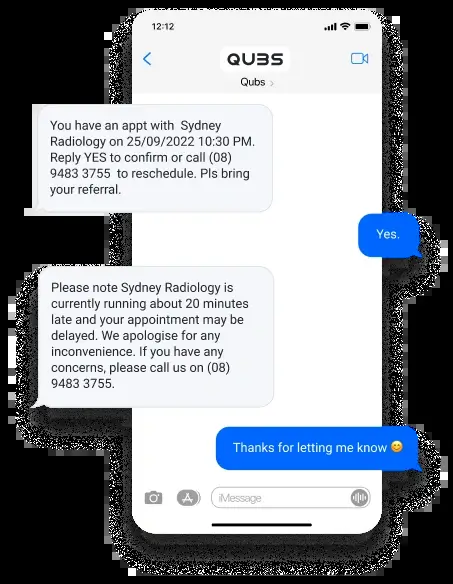 12:12
QUBS
Qubs
You have an appt with Sydney
Radiology on 25/09/2022 10:30 PM.
Reply YES to confirm or call (08)
9483 3755 to reschedule. Pls bring
your referral.
Yes.
Please note Sydney Radiology is
currently running about 20 minutes
late and your appointment may be
delayed. We apologise for any
inconvenience. If you have any
concerns, please call us on (08)
9483 3755.
Thanks for letting me know 😊
iMessage